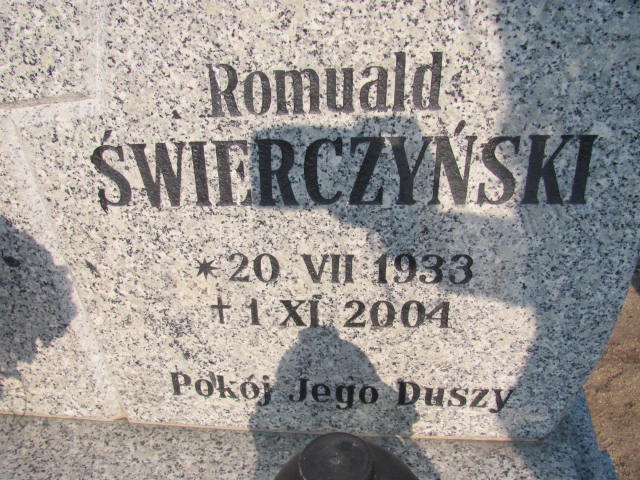 Romuald
ŚWIERCZYŃSKI
* 20 VII 1933
✝ 1 XI 2004
Pokój Jego Duszy